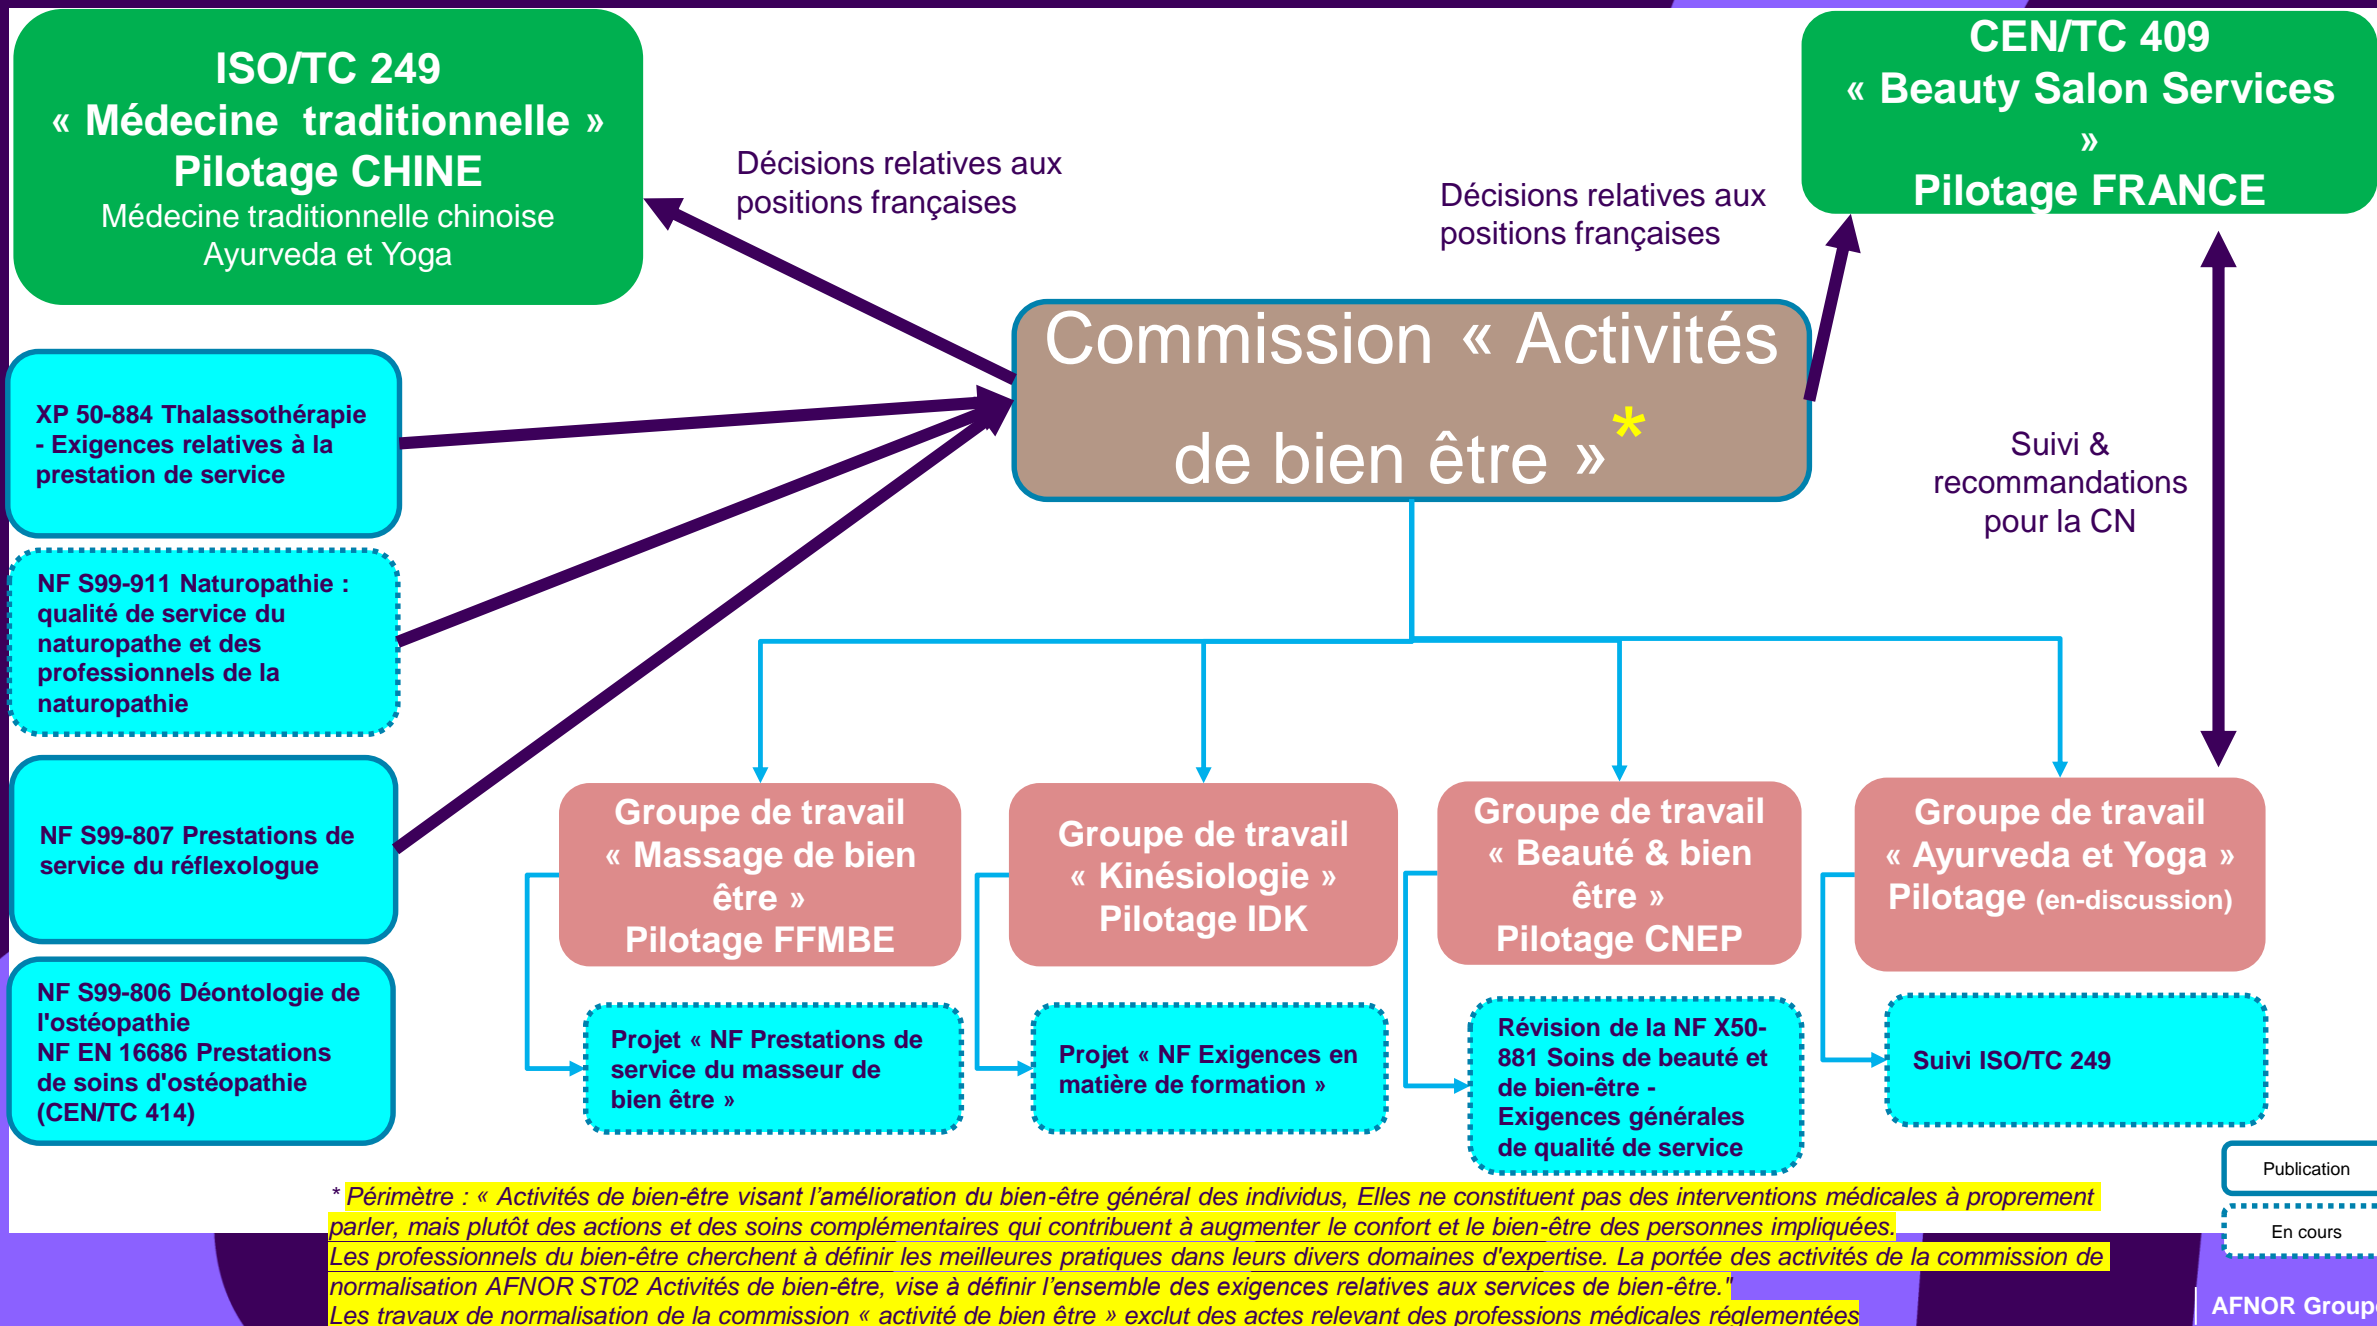 ISO/TC 249
« Médecine  traditionnelle »
Pilotage CHINE
Médecine traditionnelle chinoise
Ayurveda et Yoga
CEN/TC 409
« Beauty Salon Services
»
Pilotage FRANCE
Décisions relatives aux
positions françaises
Décisions relatives aux
positions françaises
Commission « Activités
de bien être »*
Suivi &
recommandations
pour la CN
XP 50-884 Thalassothérapie
- Exigences relatives à la
prestation de service
NF S99-911 Naturopathie :
qualité de service du
naturopathe et des
professionnels de la
naturopathie
NF S99-807 Prestations de
service du réflexologue
NF S99-806 Déontologie de
l'ostéopathie
NF EN 16686 Prestations
de soins d'ostéopathie
(CEN/TC 414)
Groupe de travail
« Massage de bien
être »
Pilotage FFMBE
Groupe de travail
« Kinésiologie »
Pilotage IDK
Groupe de travail
« Beauté & bien
être »
Pilotage CNEP
Groupe de travail
« Ayurveda et Yoga »
Pilotage (en-discussion)
Projet « NF Prestations de
service du masseur de
bien être »
Projet « NF Exigences en
matière de formation »
Révision de la NF X50-
881 Soins de beauté et
de bien-être -
Exigences générales
de qualité de service
Suivi ISO/TC 249
Publication
En cours
* Périmètre : « Activités de bien-être visant l'amélioration du bien-être général des individus, Elles ne constituent pas des interventions médicales à proprement
parler, mais plutôt des actions et des soins complémentaires qui contribuent à augmenter le confort et le bien-être des personnes impliquées.
Les professionnels du bien-être cherchent à définir les meilleures pratiques dans leurs divers domaines d'expertise. La portée des activités de la commission de
normalisation AFNOR ST02 Activités de bien-être, vise à définir l'ensemble des exigences relatives aux services de bien-être."
Les travaux de normalisation de la commission « activité de bien être » exclut des actes relevant des professions médicales réglementées
AFNOR Groupe